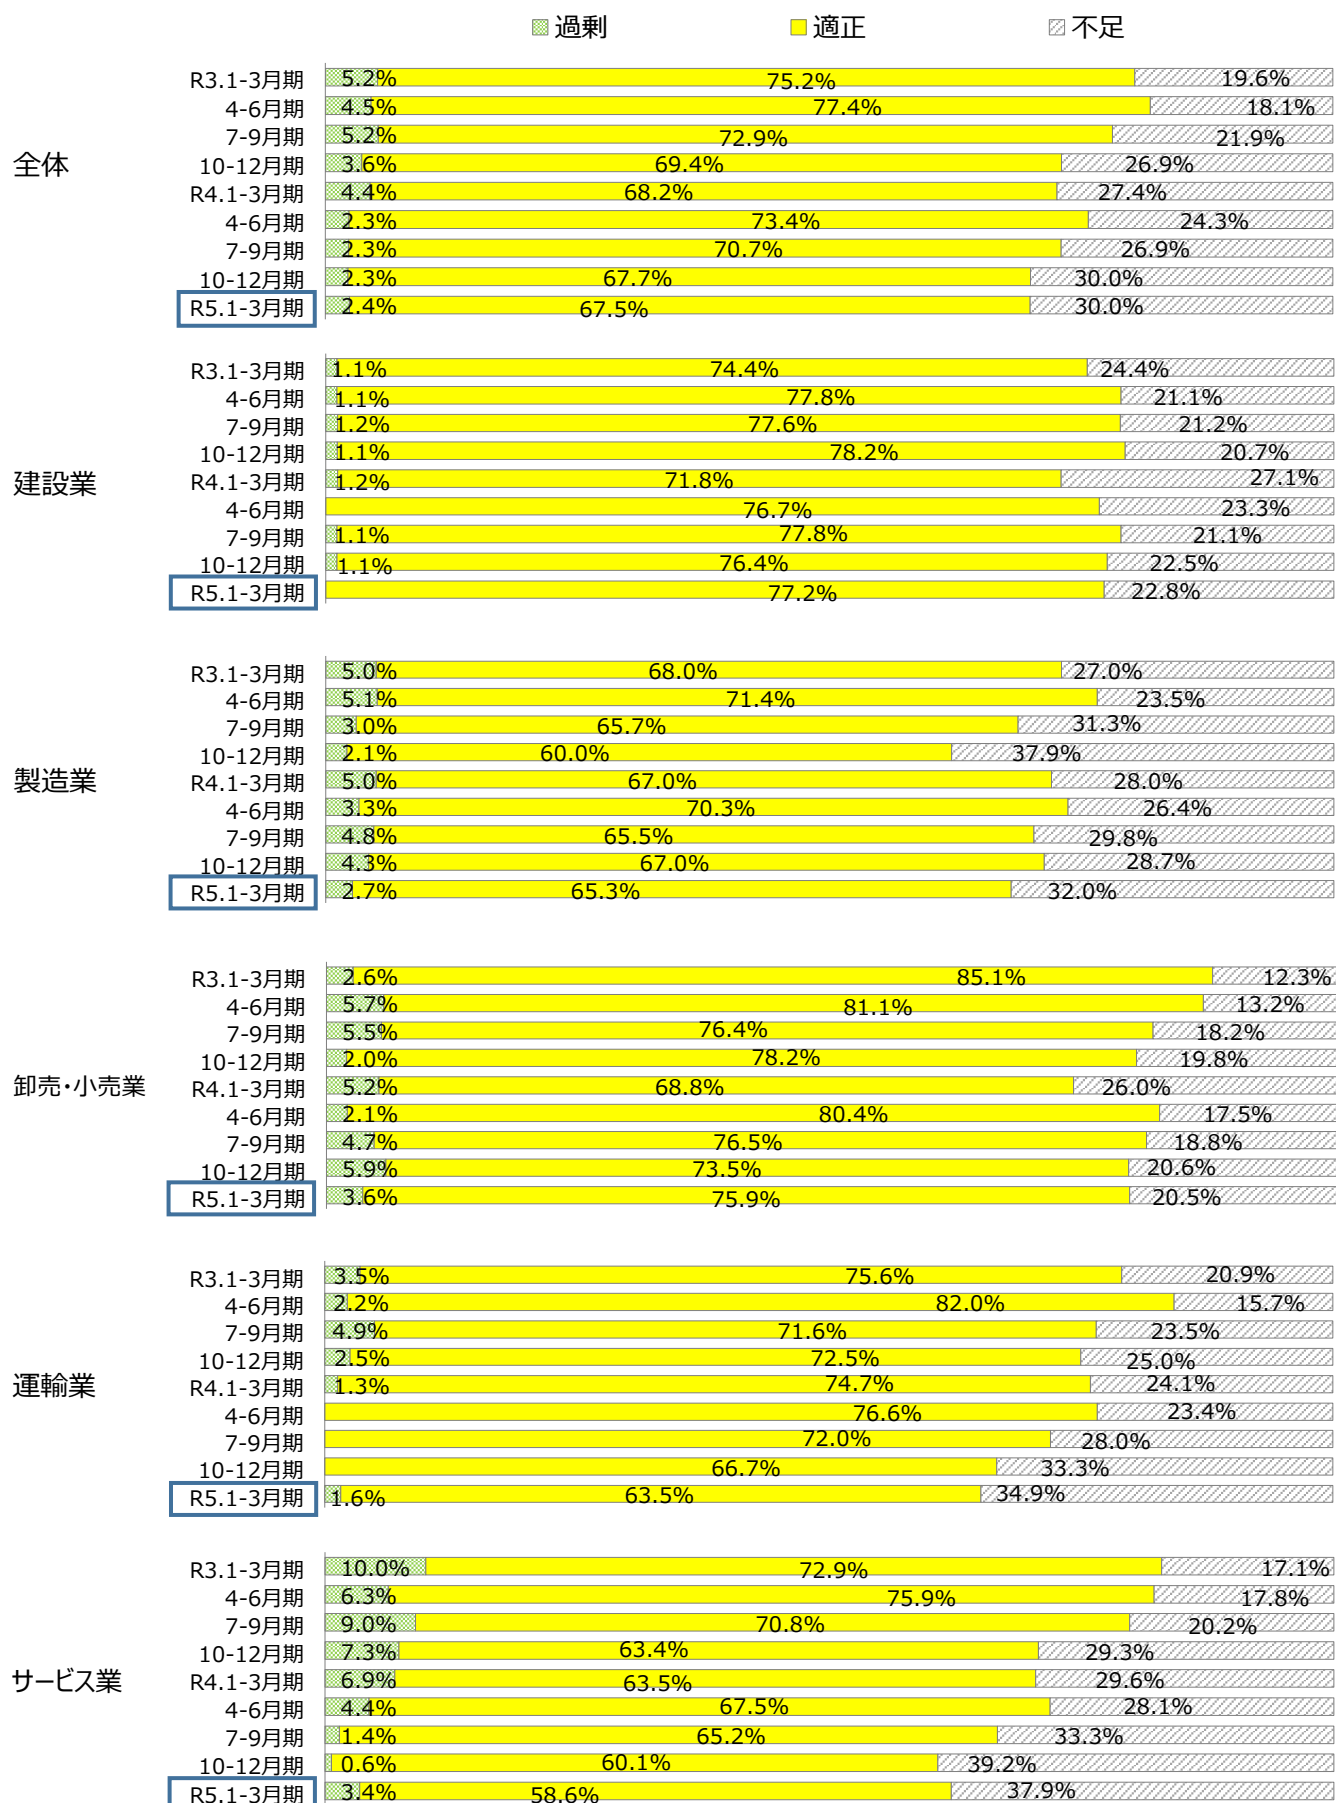 過剰 適正 不足
全体
R3.1-3月期 5.2% 75.2% 19.6%
4-6月期 4.5% 77.4% 18.1%
7-9月期 5.2% 72.9% 21.9%
10-12月期 3.6% 69.4% 26.9%
R4.1-3月期 4.4% 68.2% 27.4%
4-6月期 2.3% 73.4% 24.3%
7-9月期 2.3% 70.7% 26.9%
10-12月期 2.3% 67.7% 30.0%
R5.1-3月期 2.4% 67.5% 30.0%
建設業
R3.1-3月期 1.1% 74.4% 24.4%
4-6月期 1.1% 77.8% 21.1%
7-9月期 1.2% 77.6% 21.2%
10-12月期 1.1% 78.2% 20.7%
R4.1-3月期 1.2% 71.8% 27.1%
4-6月期 76.7% 23.3%
7-9月期 1.1% 77.8% 21.1%
10-12月期 1.1% 76.4% 22.5%
R5.1-3月期 77.2% 22.8%
製造業
R3.1-3月期 5.0% 68.0% 27.0%
4-6月期 5.1% 71.4% 23.5%
7-9月期 3.0% 65.7% 31.3%
10-12月期 2.1% 60.0% 37.9%
R4.1-3月期 5.0% 67.0% 28.0%
4-6月期 3.3% 70.3% 26.4%
7-9月期 4.8% 65.5% 29.8%
10-12月期 4.3% 67.0% 28.7%
R5.1-3月期 2.7% 65.3% 32.0%
卸売・小売業
R3.1-3月期 2.6% 85.1% 12.3%
4-6月期 5.7% 81.1% 13.2%
7-9月期 5.5% 76.4% 18.2%
10-12月期 2.0% 78.2% 19.8%
R4.1-3月期 5.2% 68.8% 26.0%
4-6月期 2.1% 80.4% 17.5%
7-9月期 4.7% 76.5% 18.8%
10-12月期 5.9% 73.5% 20.6%
R5.1-3月期 3.6% 75.9% 20.5%
運輸業
R3.1-3月期 3.5% 75.6% 20.9%
4-6月期 2.2% 82.0% 15.7%
7-9月期 4.9% 71.6% 23.5%
10-12月期 2.5% 72.5% 25.0%
R4.1-3月期 1.3% 74.7% 24.1%
4-6月期 76.6% 23.4%
7-9月期 72.0% 28.0%
10-12月期 66.7% 33.3%
R5.1-3月期 1.6% 63.5% 34.9%
サービス業
R3.1-3月期 10.0% 72.9% 17.1%
4-6月期 6.3% 75.9% 17.8%
7-9月期 9.0% 70.8% 20.2%
10-12月期 7.3% 63.4% 29.3%
R4.1-3月期 6.9% 63.5% 29.6%
4-6月期 4.4% 67.5% 28.1%
7-9月期 1.4% 65.2% 33.3%
10-12月期 0.6% 60.1% 39.2%
R5.1-3月期 3.4% 58.6% 37.9%